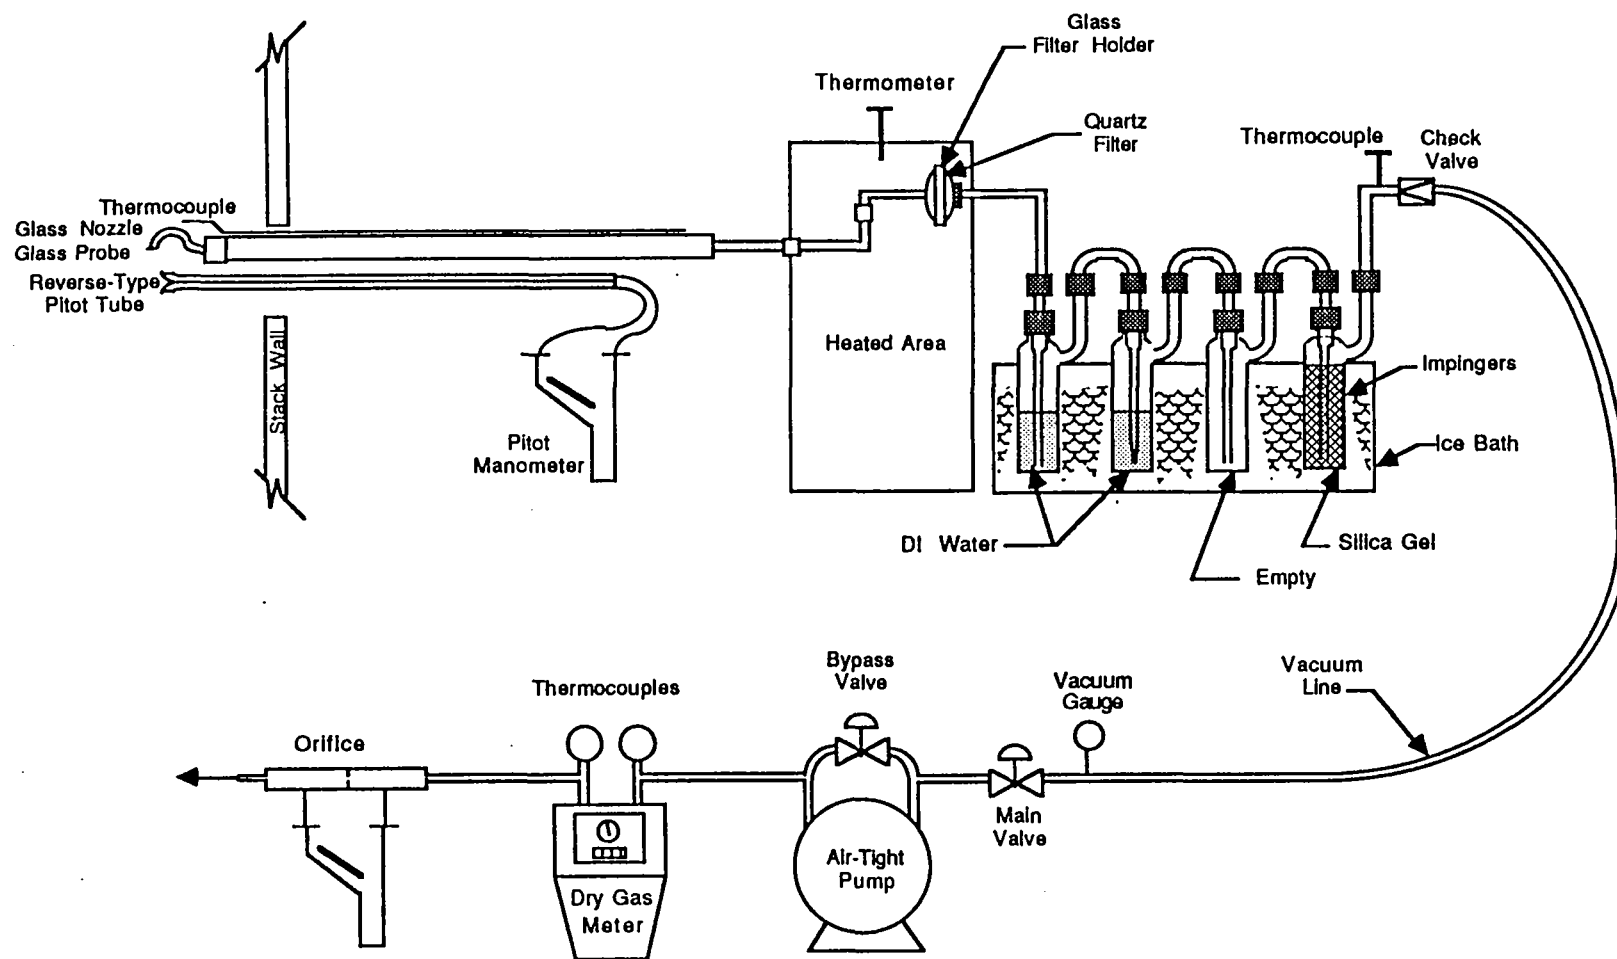 Glass
Filter Holder
Thermometer
Quartz
Filter
Thermocouple
Check
Valve
Thermocouple
Glass Nozzle
Glass Probe
Reverse-Type
Pitot Tube
Stack Wall
Heated Area
Pitot
Manometer
Impingers
Ice Bath
DI Water
Silica Gel
Empty
Vacuum
Line
Bypass
Valve
Vacuum
Gauge
Thermocouples
Orifice
Main
Valve
Air-Tight
Pump
Dry Gas
Meter